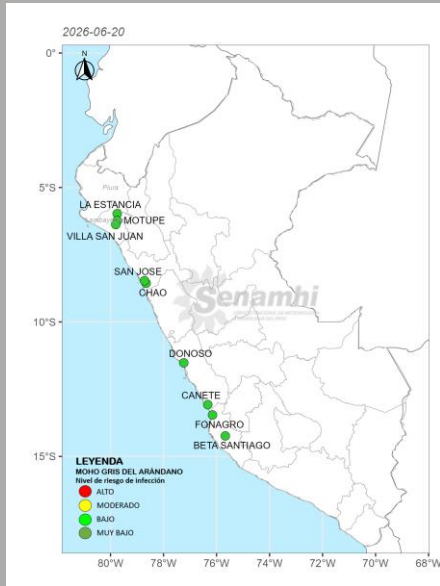 2026-06-20
N
0°
5°S
10°S
15°S
Piura
LA ESTANCIA
MOTUPE
VILLA SAN JUAN
SAN JOSE
CHAO
Senamhi
DONOSO
CANETE
FONAGRO
BETA SANTIAGO
LEYENDA
MOHO GRIS DEL ARÁNDANO
Nivel de riesgo de infección
ALTO
MODERADO
BAJO
MUY BAJO
80°W 78°W 76°W 74°W 72°W 70°W 68°W